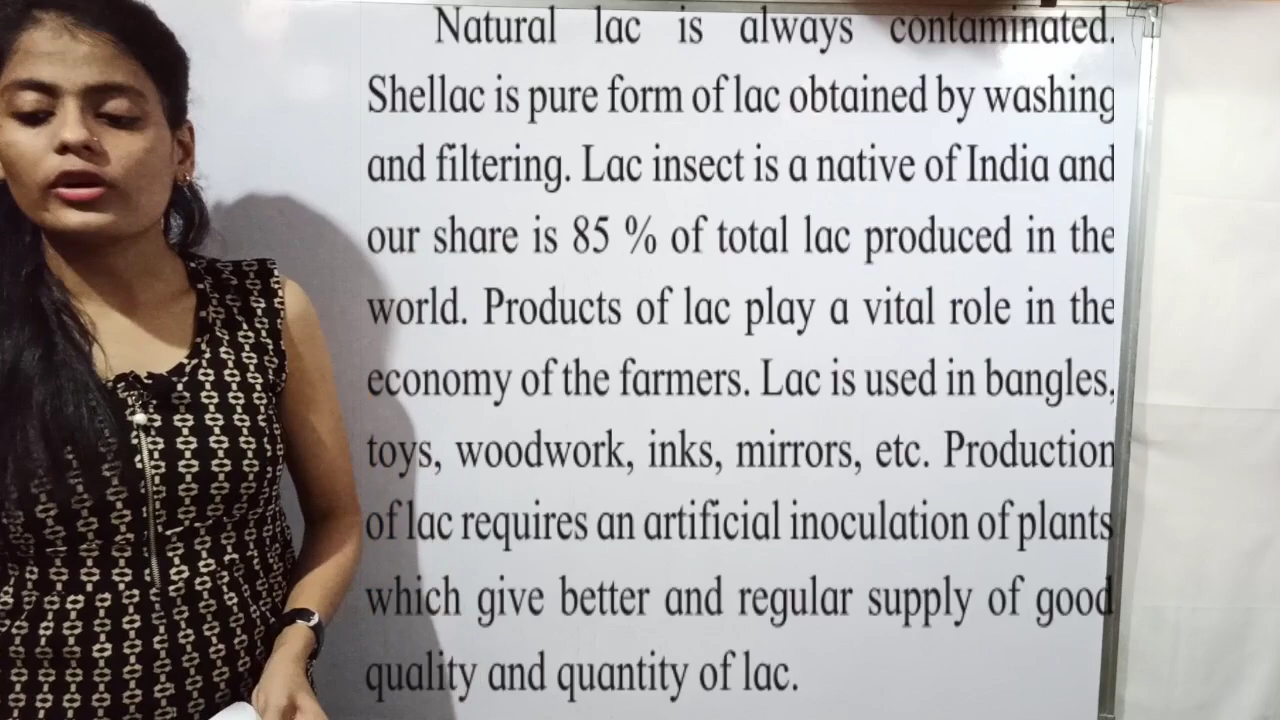 Natural lac is always contaminated.
Shellac is pure form of lac obtained by washing
and filtering. Lac insect is a native of India and
our share is 85 % of total lac produced in the
world. Products of lac play a vital role in the
economy of the farmers. Lac is used in bangles,
toys, woodwork, inks, mirrors, etc. Production
of lac requires an artificial inoculation of plants
which give better and regular supply of good
quality and quantity of lac.